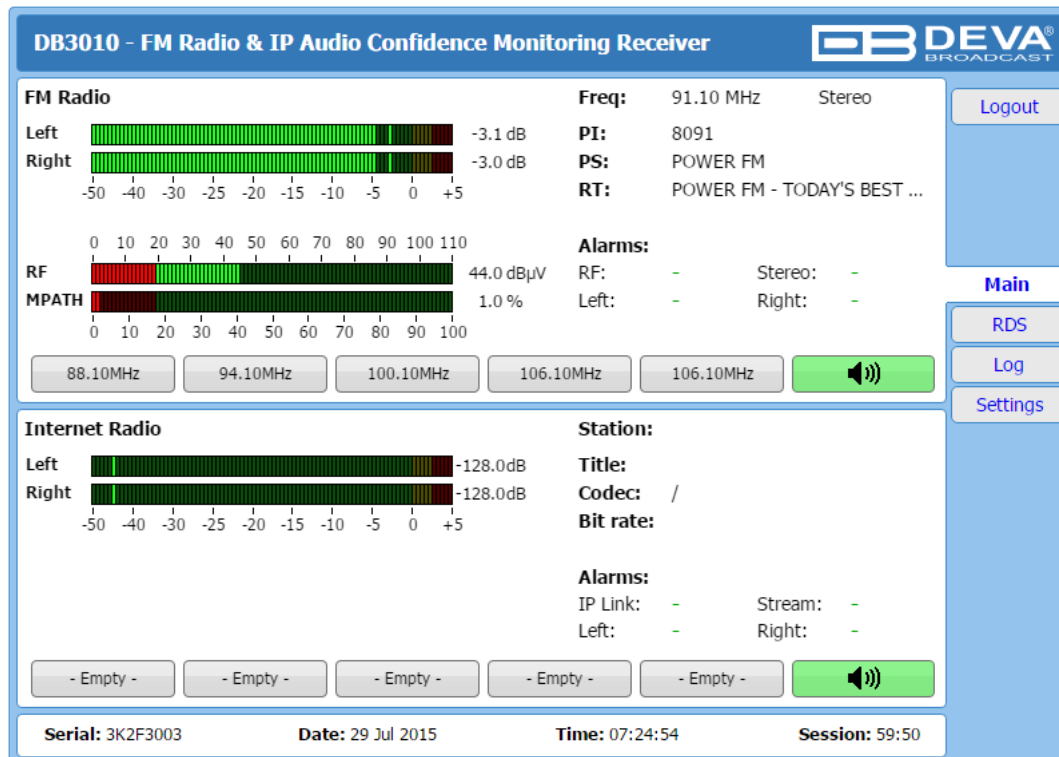 DB3010 - FM Radio & IP Audio Confidence Monitoring Receiver
DEVA®
BROADCAST
FM Radio
Freq: 91.10 MHz Stereo
Left -3.1 dB
PI: 8091
Right -3.0 dB
PS: POWER FM
-50 -40 -30 -25 -20 -15 -10 -5 0 +5
RT: POWER FM - TODAY'S BEST ...
0 10 20 30 40 50 60 70 80 90 100 110
Alarms:
RF 44.0 dBµV
RF: - Stereo: -
MPATH 1.0 %
Left: - Right: -
0 10 20 30 40 50 60 70 80 90 100
88.10MHz 94.10MHz 100.10MHz 106.10MHz 106.10MHz
Internet Radio
Station:
Left -128.0dB
Title:
Right -128.0dB
Codec: /
-50 -40 -30 -25 -20 -15 -10 -5 0 +5
Bit rate:
Alarms:
IP Link: - Stream: -
Left: - Right: -
- Empty - - Empty - - Empty - - Empty - - Empty -
Serial: 3K2F3003 Date: 29 Jul 2015 Time: 07:24:54 Session: 59:50
Logout
Main
RDS
Log
Settings